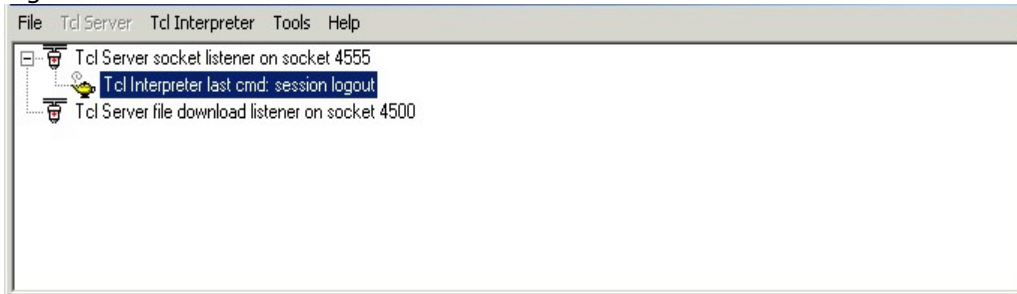 File Tcl Server Tcl Interpreter Tools Help
Tcl Server socket listener on socket 4555
Tcl Interpreter last cmd: session logout
Tcl Server file download listener on socket 4500